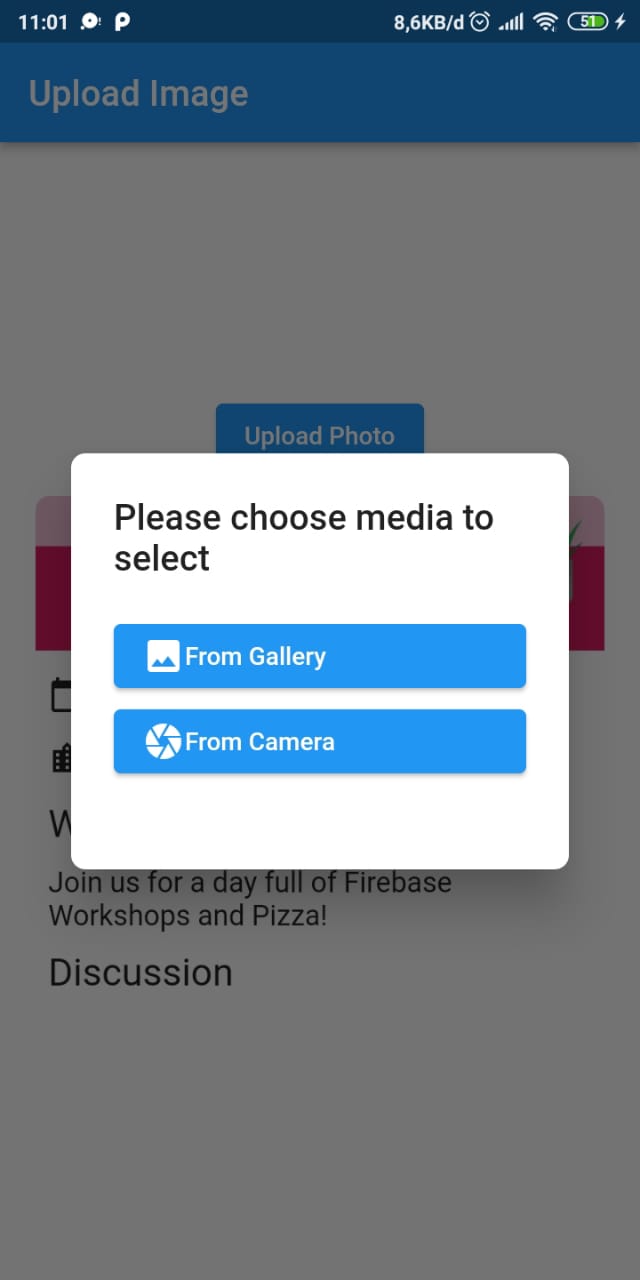 11:01
8,6KB/d
51
Upload Image
Upload Photo
Please choose media to
select
From Gallery
From Camera
W
Join us for a day full of Firebase
Workshops and Pizza!
Discussion